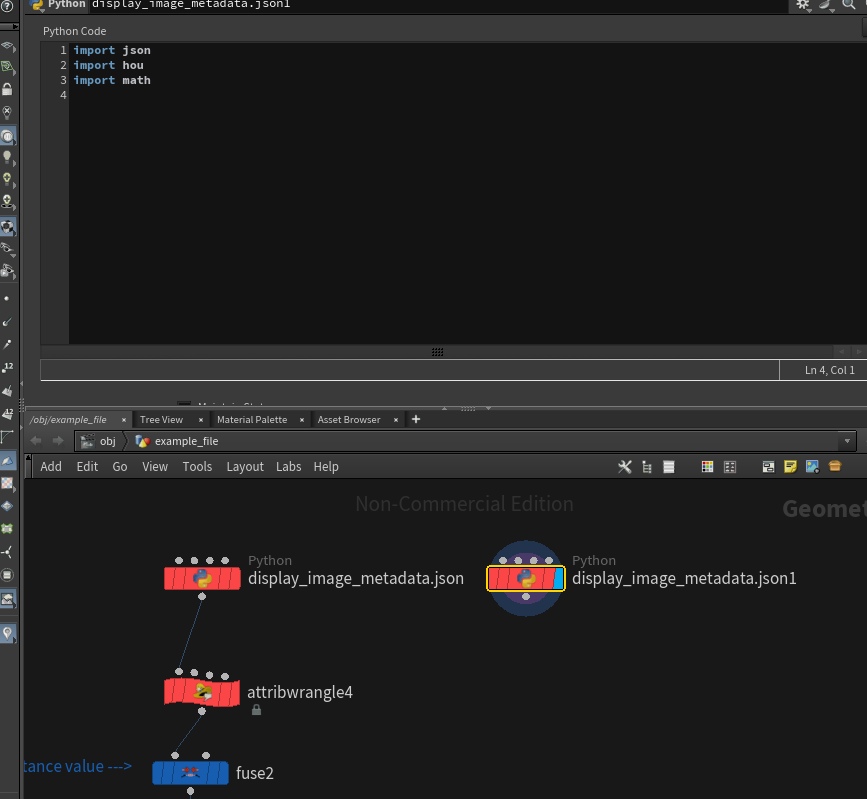 Python display_image_metadata.json1
Python Code
1 import json
2 import hou
3 import math
4
Ln 4, Col 1
/obj/example_file × Tree View × Material Palette × Asset Browser × +
obj example_file
Add Edit Go View Tools Layout Labs Help
Non-Commercial Edition
Geomet
Python
display_image_metadata.json
Python
display_image_metadata.json1
attribwrangle4
tance value --->
fuse2
.12
12